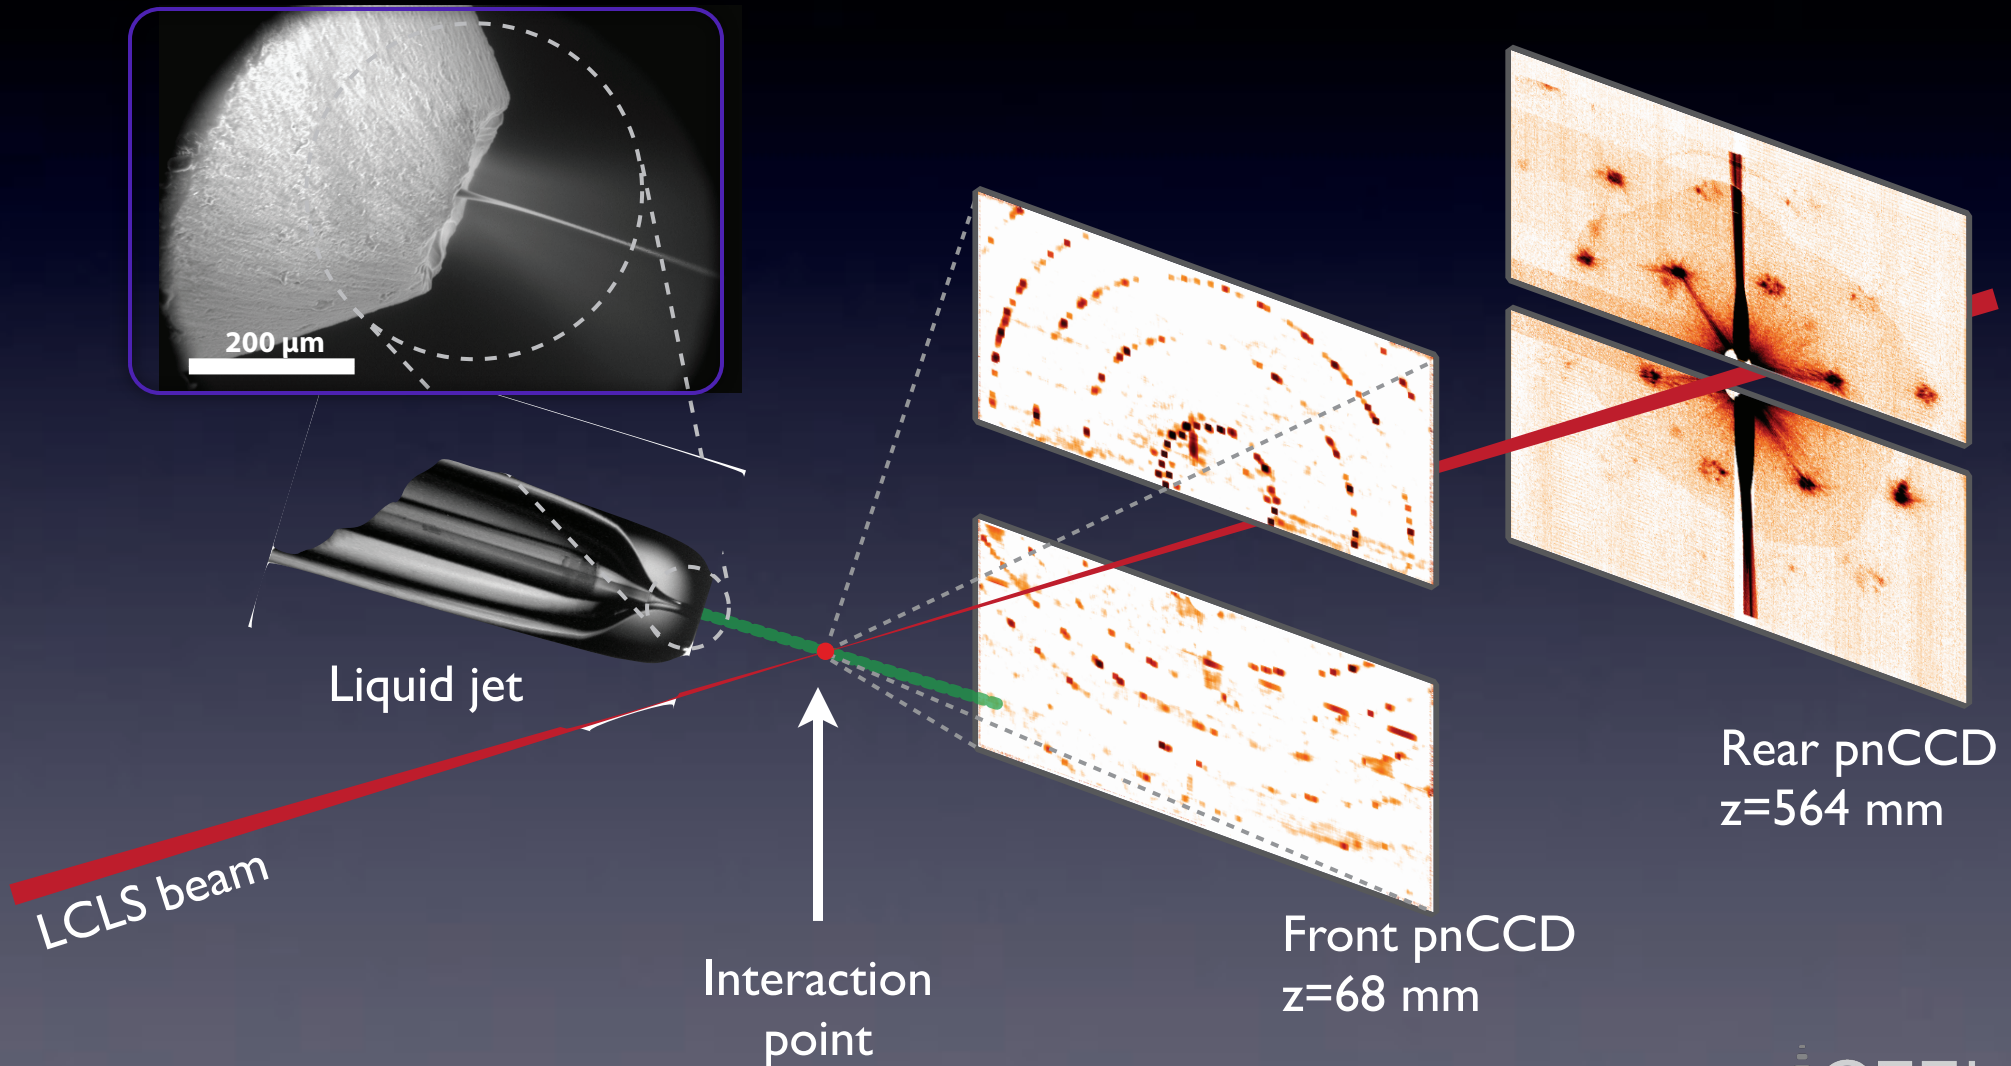 200 μm
Liquid jet
LCLS beam
Interaction
point
Front pnCCD
z=68 mm
Rear pnCCD
z=564 mm